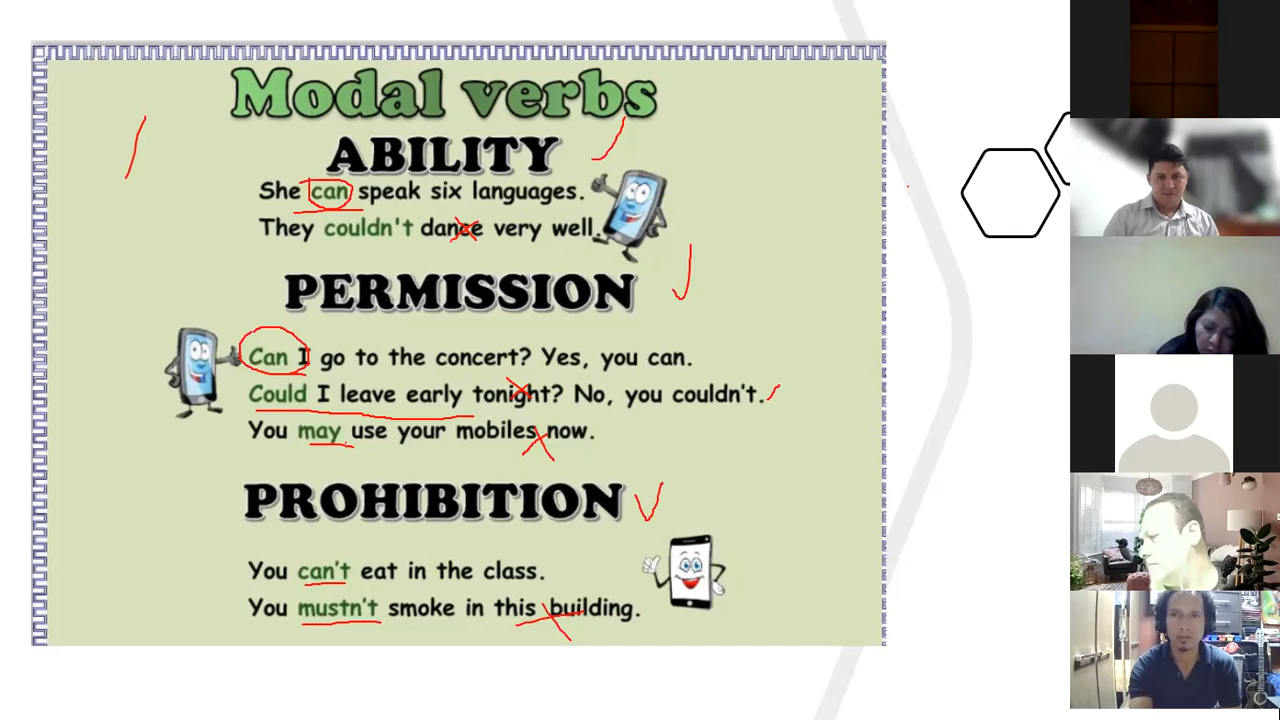 Modal verbs
ABILITY
She can speak six languages.
They couldn't dance very well.
PERMISSION
Can I go to the concert? Yes, you can.
Could I leave early tonight? No, you couldn't.
You may use your mobiles now.
PROHIBITION
You can't eat in the class.
You mustn't smoke in this building.